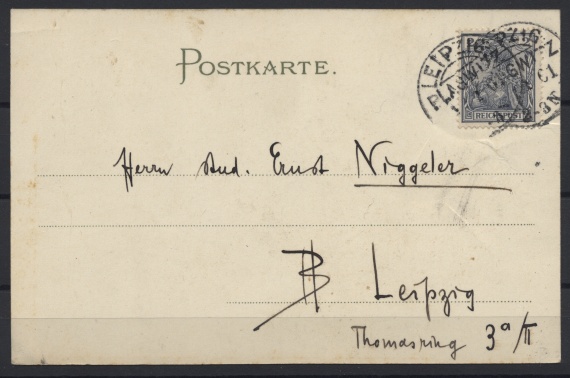 POSTKARTE.
LEIPZIG
PLAGWITZ
REICHSPOST
Herrn stud. Ernst Niggeler
Leipzig
Thomasring 3a/II